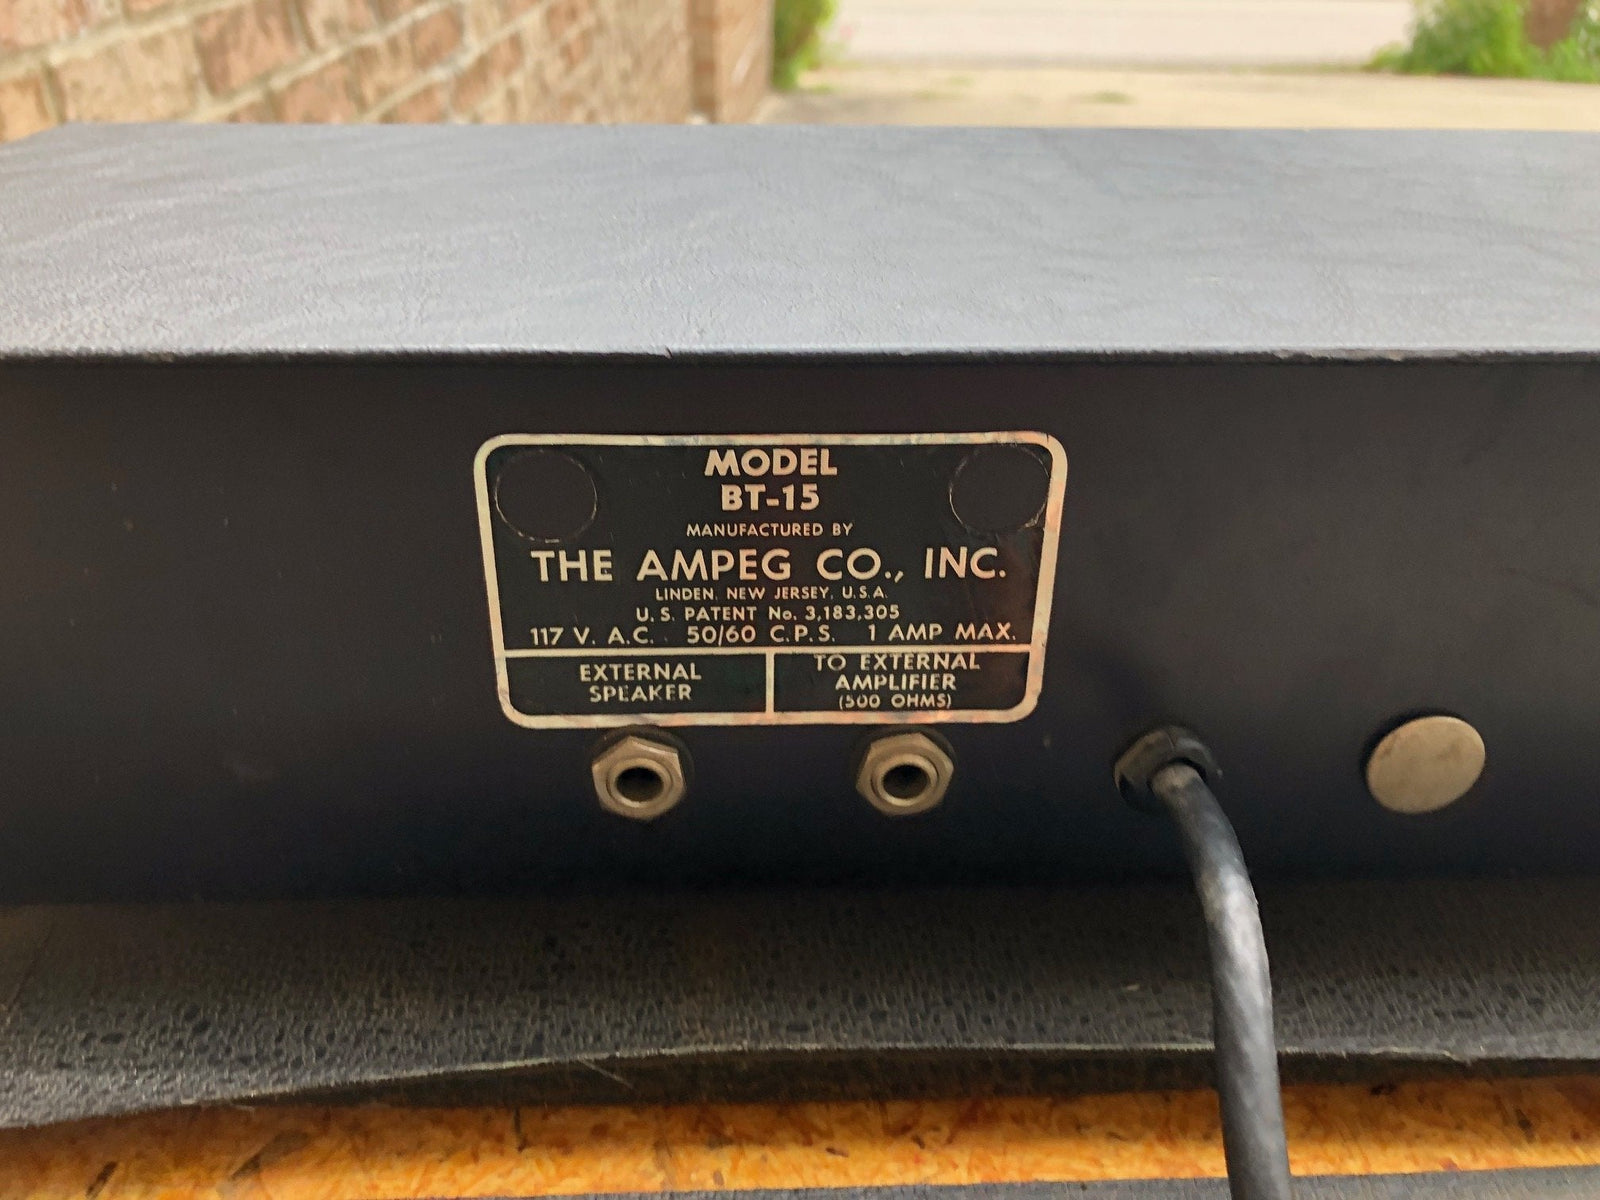 MODEL
BT-15
MANUFACTURED BY
THE AMPEG CO., INC.
LINDEN, NEW JERSEY, U.S.A.
U.S. PATENT No. 3,183,305
117 V. A.C. 50/60 C.P.S. 1 AMP MAX.
EXTERNAL
SPEAKER
TO EXTERNAL
AMPLIFIER
(500 OHMS)